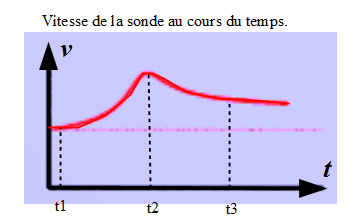 Vitesse de la sonde au cours du temps.
v
t
t1 t2 t3